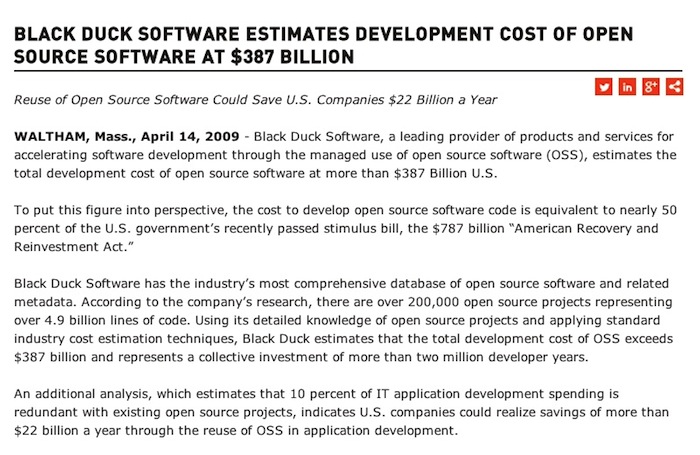 BLACK DUCK SOFTWARE ESTIMATES DEVELOPMENT COST OF OPEN
SOURCE SOFTWARE AT $387 BILLION
in g+
Reuse of Open Source Software Could Save U.S. Companies $22 Billion a Year
WALTHAM, Mass., April 14, 2009 - Black Duck Software, a leading provider of products and services for
accelerating software development through the managed use of open source software (OSS), estimates the
total development cost of open source software at more than $387 Billion U.S.
To put this figure into perspective, the cost to develop open source software code is equivalent to nearly 50
percent of the U.S. government’s recently passed stimulus bill, the $787 billion “American Recovery and
Reinvestment Act.”
Black Duck Software has the industry’s most comprehensive database of open source software and related
metadata. According to the company’s research, there are over 200,000 open source projects representing
over 4.9 billion lines of code. Using its detailed knowledge of open source projects and applying standard
industry cost estimation techniques, Black Duck estimates that the total development cost of OSS exceeds
$387 billion and represents a collective investment of more than two million developer years.
An additional analysis, which estimates that 10 percent of IT application development spending is
redundant with existing open source projects, indicates U.S. companies could realize savings of more than
$22 billion a year through the reuse of OSS in application development.